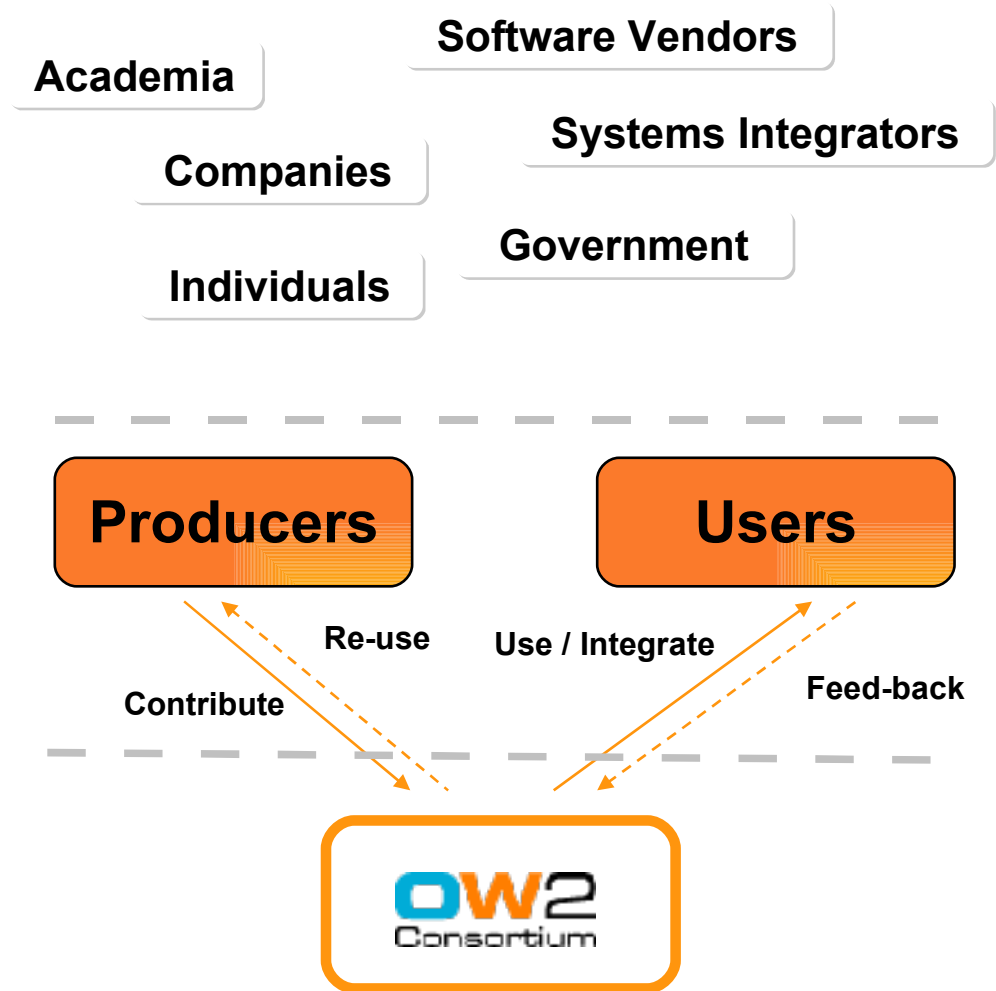 Software Vendors
Academia
Systems Integrators
Companies
Government
Individuals
Producers
Users
Re-use
Use / Integrate
Feed-back
Contribute
OW2
Consortium